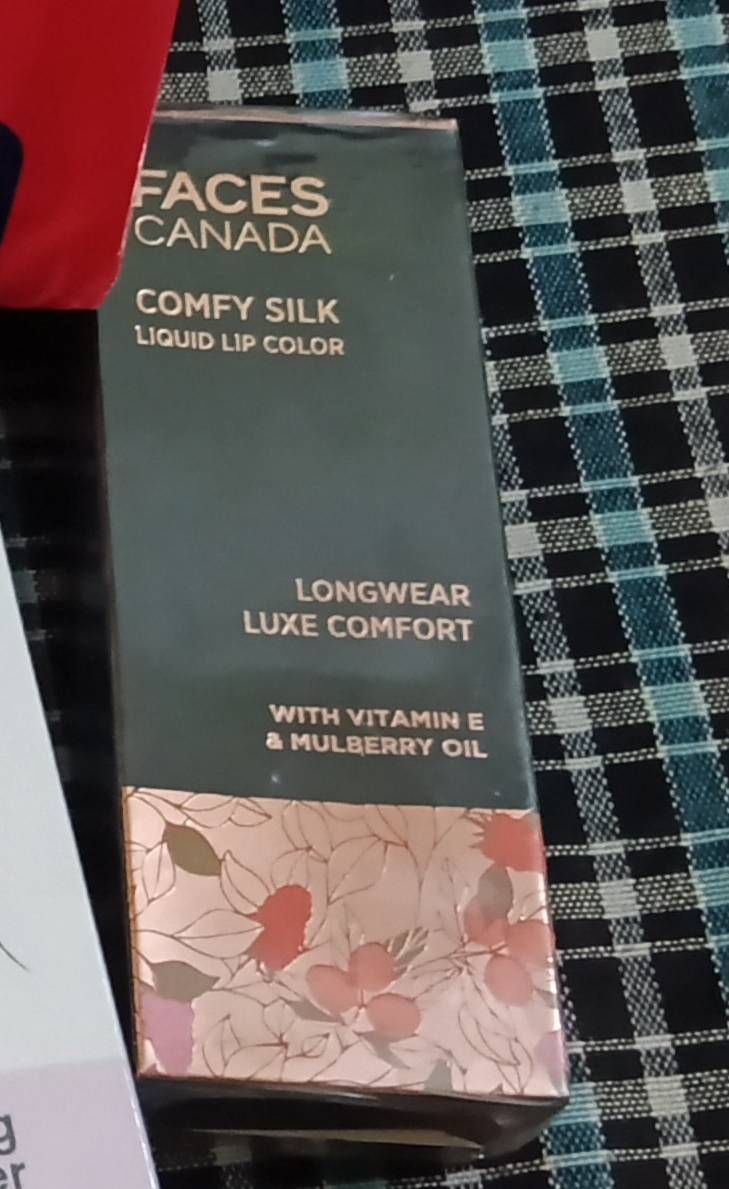 FACES
CANADA
COMFY SILK
LIQUID LIP COLOR
LONGWEAR
LUXE COMFORT
WITH VITAMIN E
& MULBERRY OIL